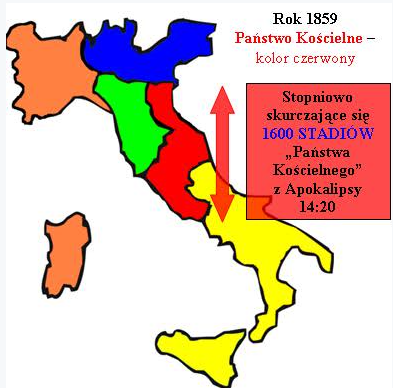 Rok 1859
Państwo Kościelne –
kolor czerwony
Stopniowo
skurczające się
1600 STADIÓW
„Państwa
Kościelnego”
z Apokalipsy
14:20